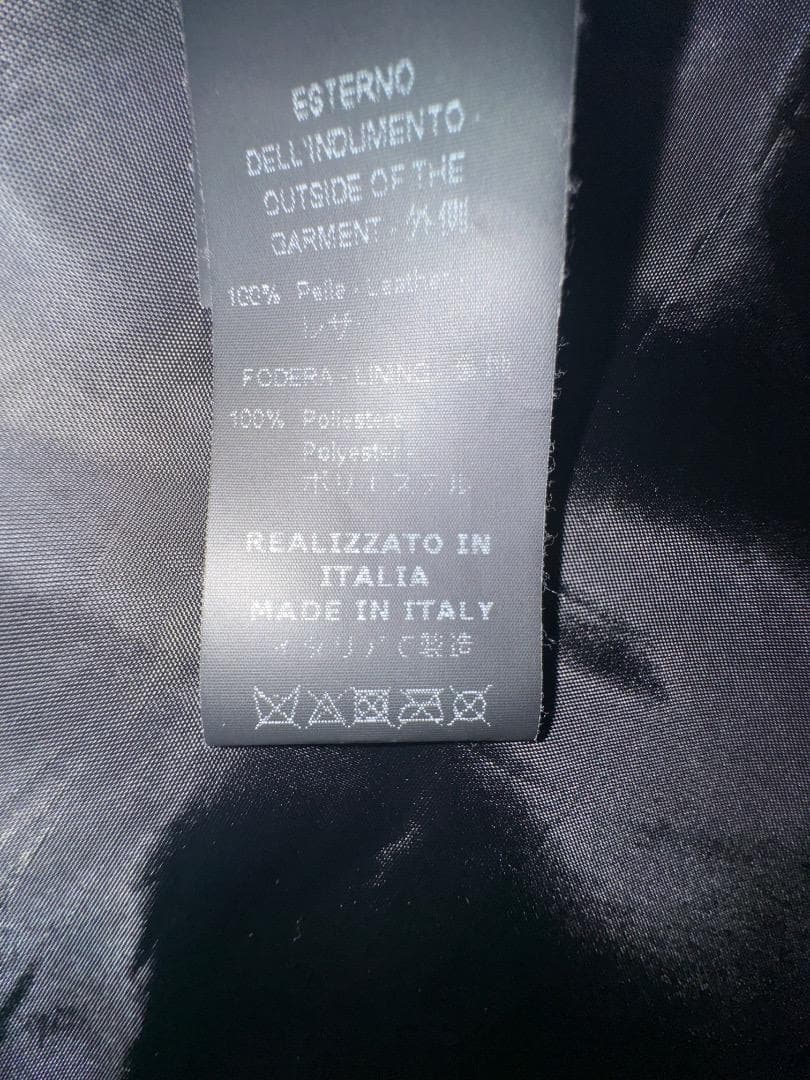 ESTERNO
DELL'INDUMENTO -
OUTSIDE OF THE
GARMENT - 外側
100% Pelle - Leather -
レザー
FODERA - LINING -
100% Poliestere -
Polyester -
ポリエステル
REALIZZATO IN
ITALIA
MADE IN ITALY
イタリアで製造